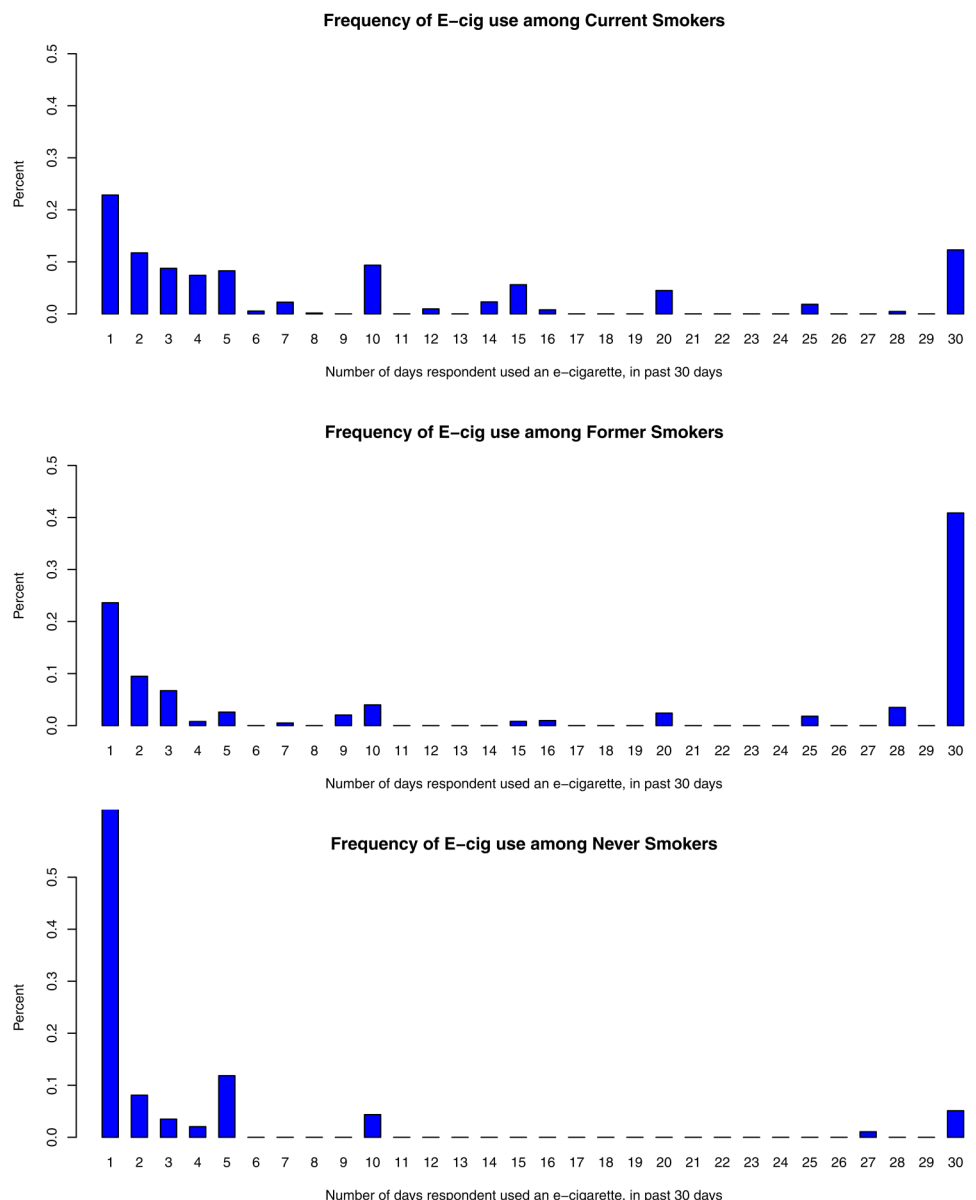 Frequency of E−cig use among Current Smokers
0.5
0.4
0.3
0.2
0.1
0.0
Percent
1 2 3 4 5 6 7 8 9 10 11 12 13 14 15 16 17 18 19 20 21 22 23 24 25 26 27 28 29 30
Number of days respondent used an e−cigarette, in past 30 days
Frequency of E−cig use among Former Smokers
0.5
0.4
0.3
0.2
0.1
0.0
Percent
1 2 3 4 5 6 7 8 9 10 11 12 13 14 15 16 17 18 19 20 21 22 23 24 25 26 27 28 29 30
Number of days respondent used an e−cigarette, in past 30 days
Frequency of E−cig use among Never Smokers
0.5
0.4
0.3
0.2
0.1
0.0
Percent
1 2 3 4 5 6 7 8 9 10 11 12 13 14 15 16 17 18 19 20 21 22 23 24 25 26 27 28 29 30
Number of days respondent used an e−cigarette, in past 30 days